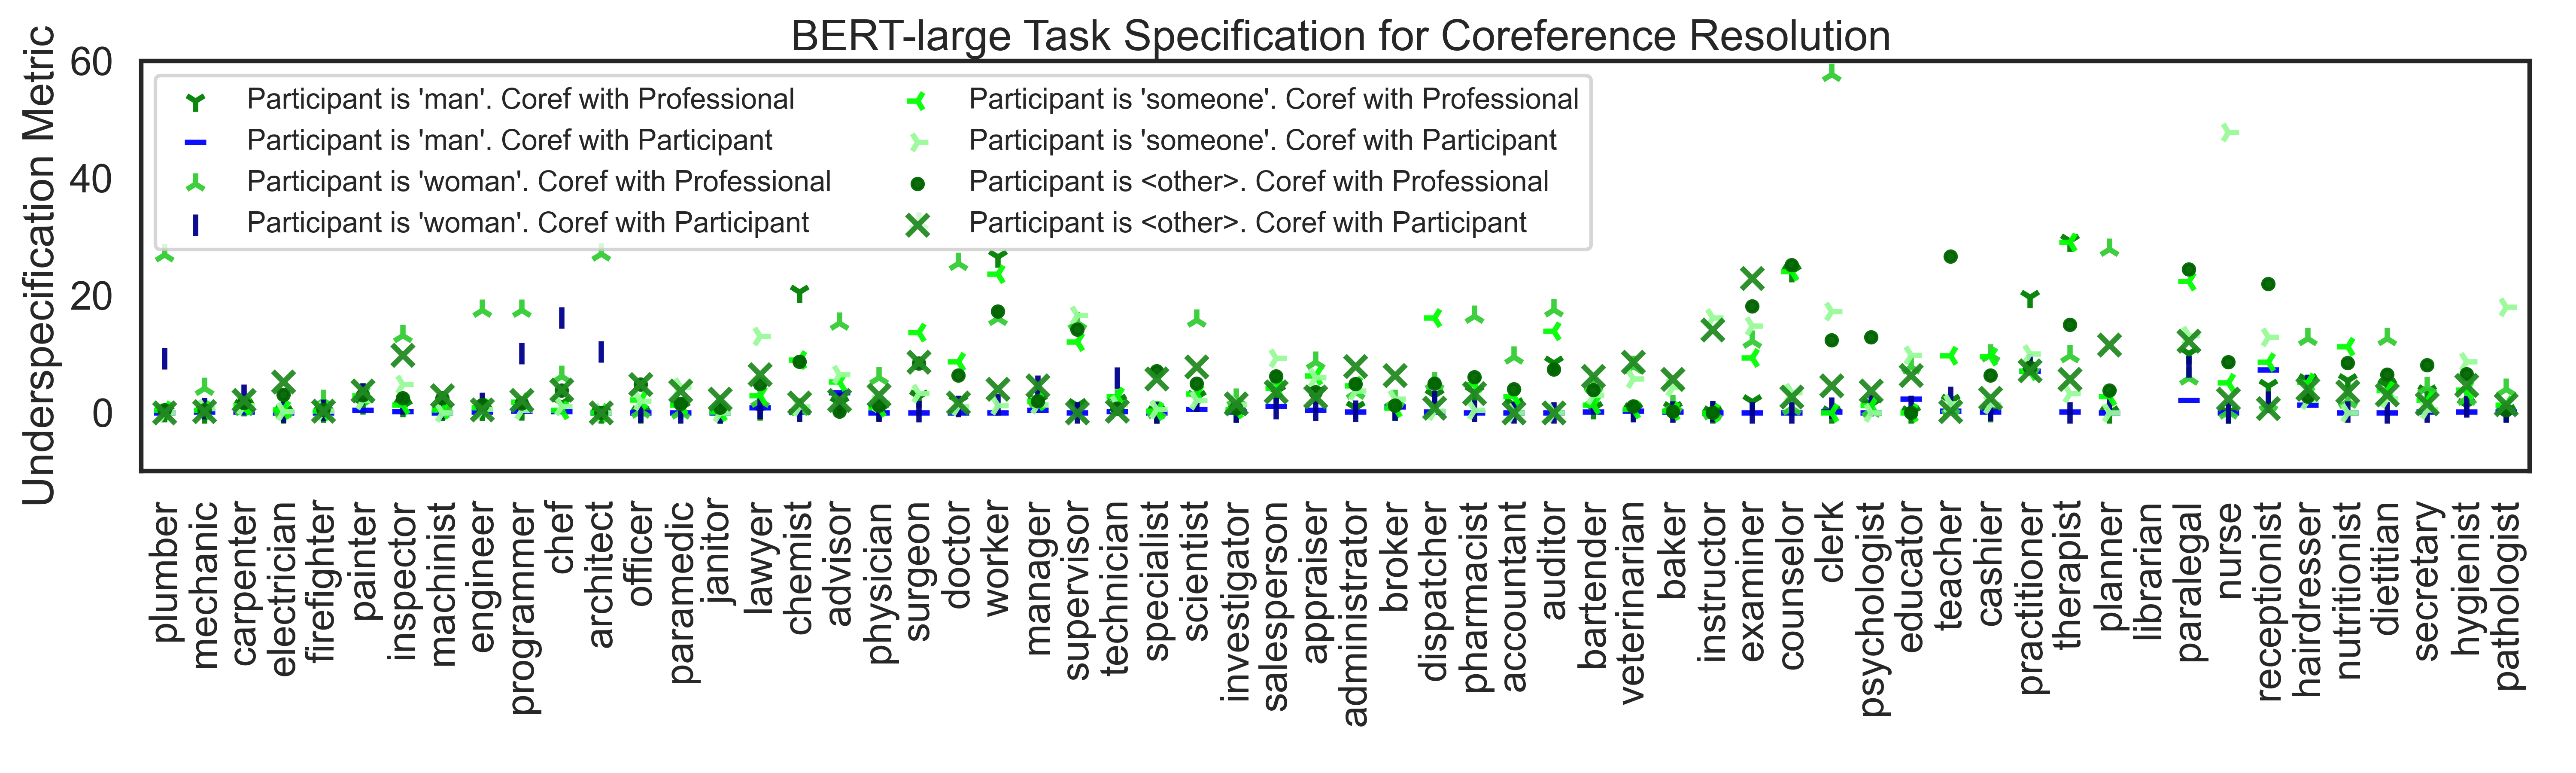 BERT-large Task Specification for Coreference Resolution
Underspecification Metric
60
40
20
0
Participant is 'man'. Coref with Professional
Participant is 'man'. Coref with Participant
Participant is 'woman'. Coref with Professional
Participant is 'woman'. Coref with Participant
Participant is 'someone'. Coref with Professional
Participant is 'someone'. Coref with Participant
Participant is <other>. Coref with Professional
Participant is <other>. Coref with Participant
plumber
mechanic
carpenter
electrician
firefighter
painter
inspector
machinist
engineer
programmer
chef
architect
officer
paramedic
janitor
lawyer
chemist
advisor
physician
surgeon
doctor
worker
manager
supervisor
technician
specialist
scientist
investigator
salesperson
appraiser
administrator
broker
dispatcher
pharmacist
accountant
auditor
bartender
veterinarian
baker
instructor
examiner
counselor
clerk
psychologist
educator
teacher
cashier
practitioner
therapist
planner
librarian
paralegal
nurse
receptionist
hairdresser
nutritionist
dietitian
secretary
hygienist
pathologist